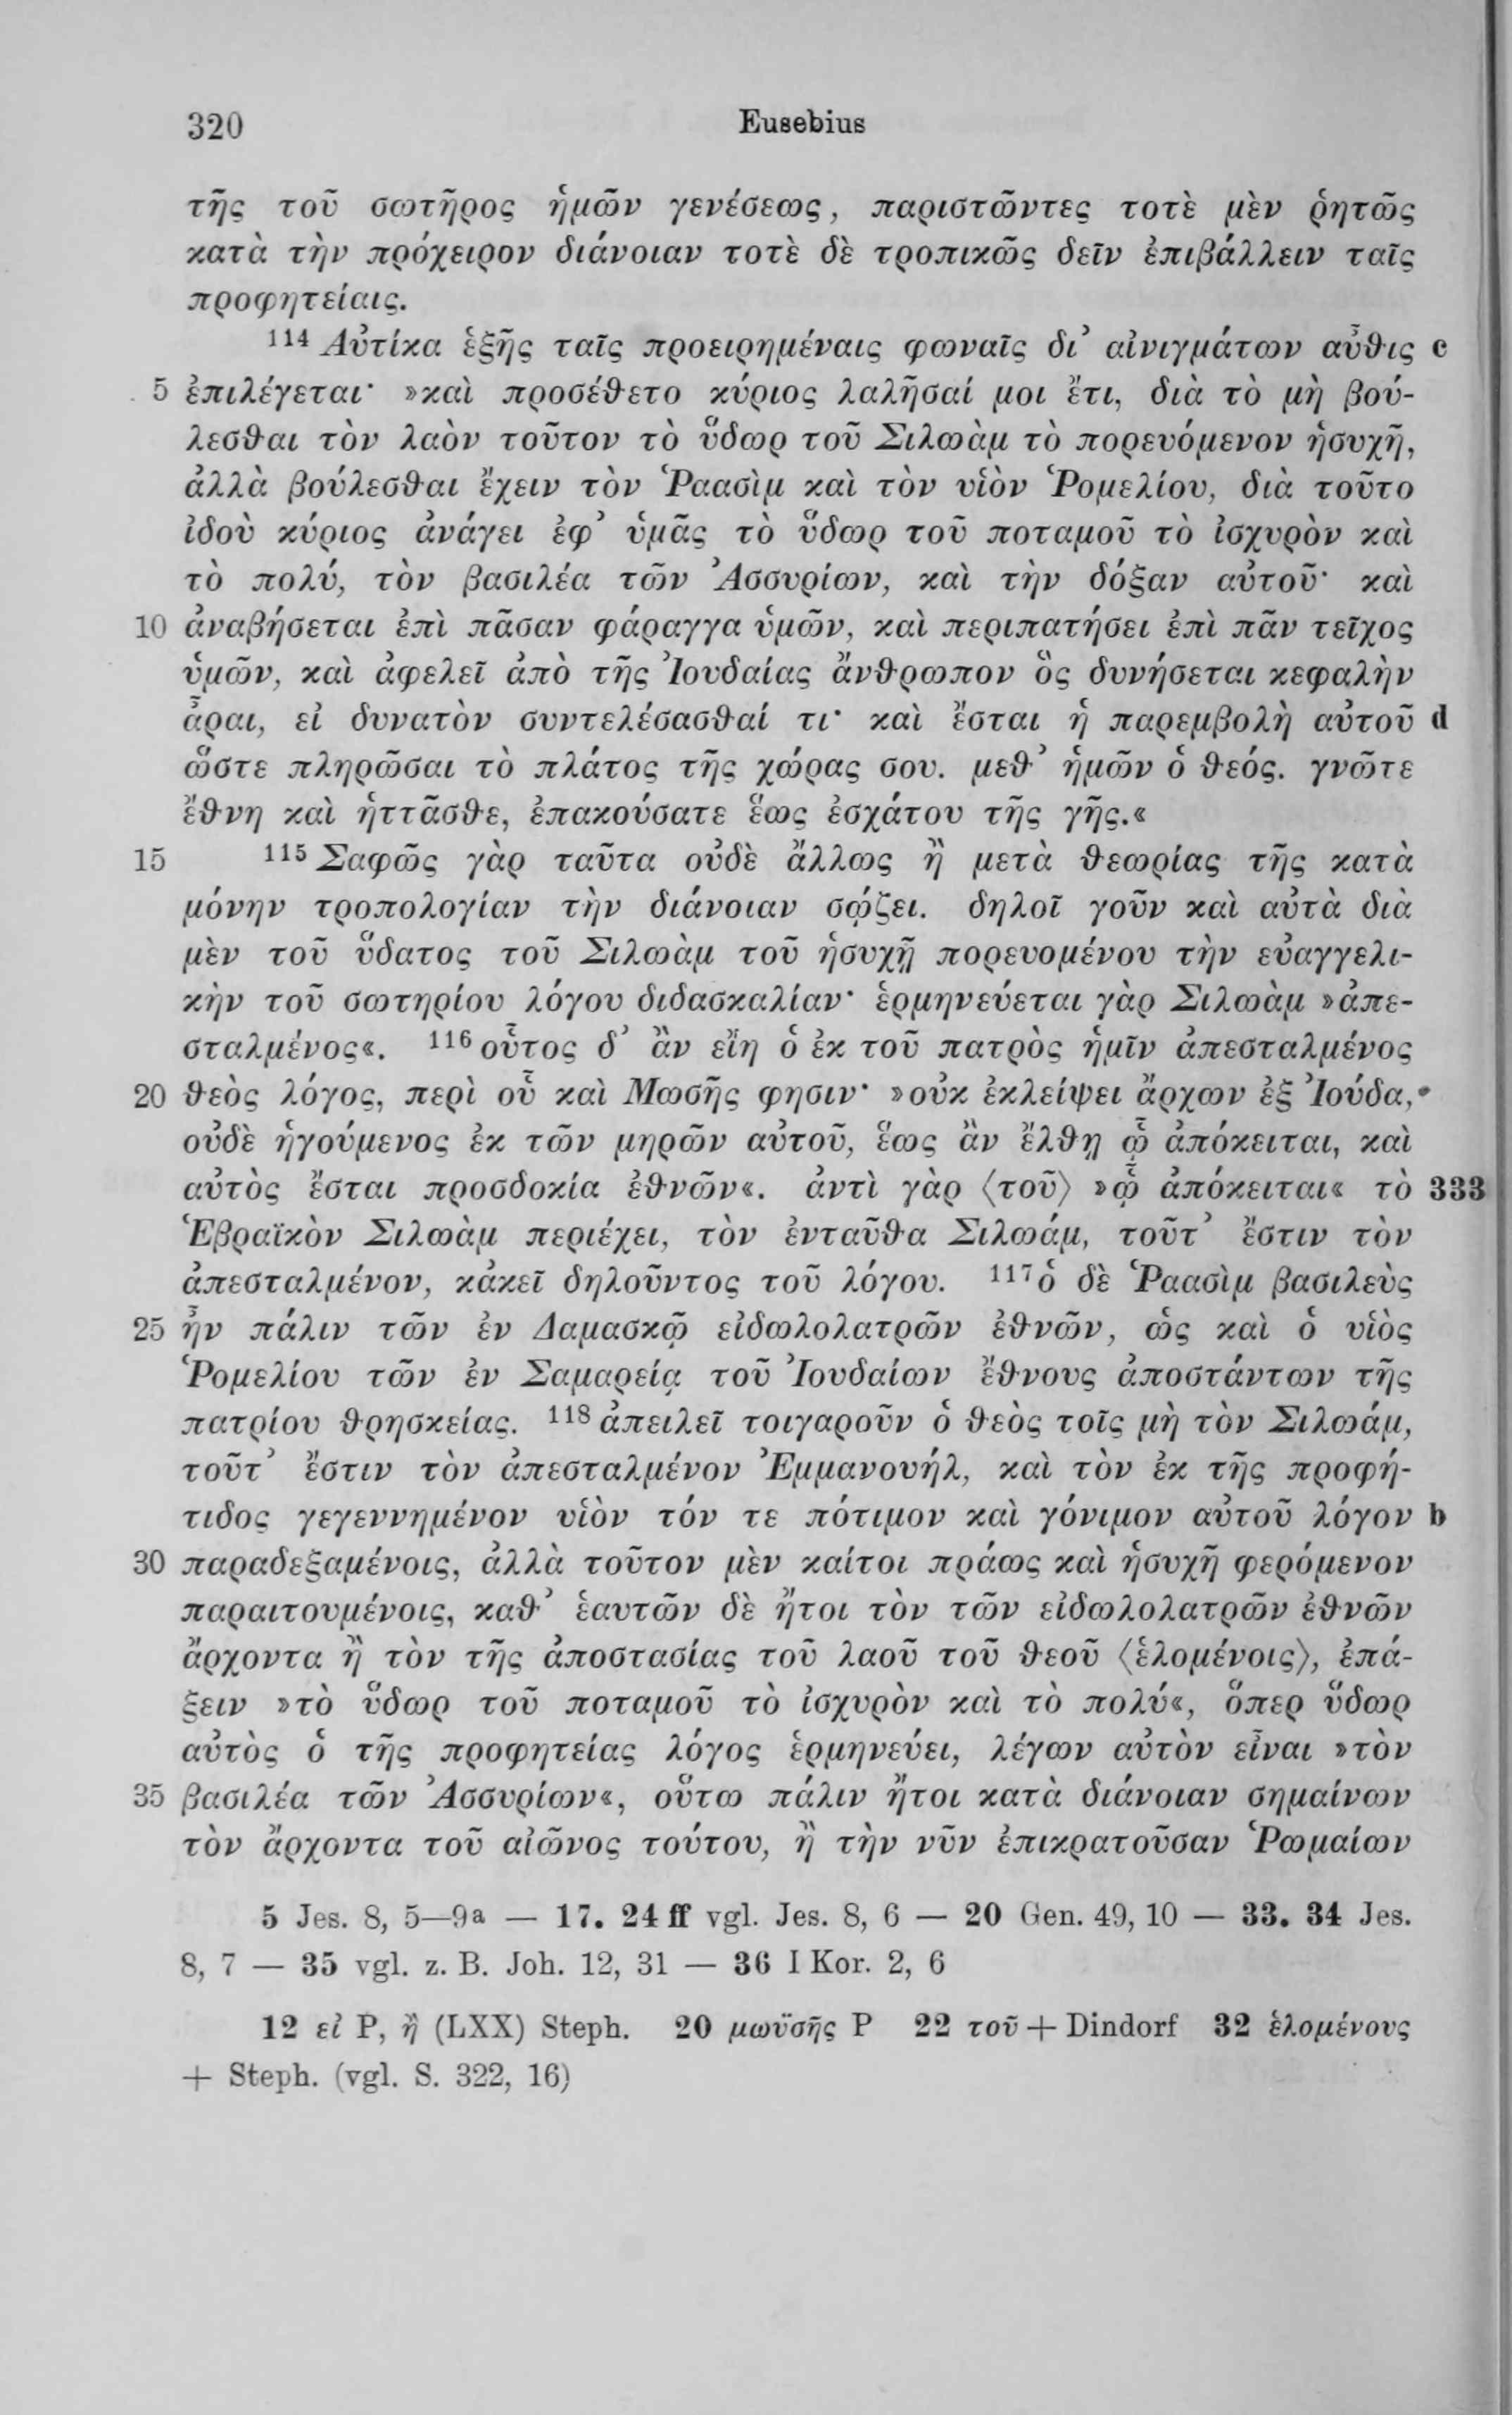 320 Eusebius
τῆς τοῦ σωτῆρος ἡμῶν γενέσεως, παριστῶντες τοτὲ μὲν ῥητῶς
κατὰ τὴν πρόχειρον διάνοιαν τοτὲ δὲ τροπικῶς δεῖν ἐπιβάλλειν ταῖς
προφητείαις.
114 Αὐτίκα ἑξῆς ταῖς προειρημέναις φωναῖς δι’ αἰνιγμάτων αὖθις c
5 ἐπιλέγεται· »καὶ προσέθετο κύριος λαλῆσαί μοι ἔτι, διὰ τὸ μὴ βού-
λεσθαι τὸν λαὸν τοῦτον τὸ ὕδωρ τοῦ Σιλωὰμ τὸ πορευόμενον ἡσυχῆ,
ἀλλὰ βούλεσθαι ἔχειν τὸν Ῥαασὶμ καὶ τὸν υἱὸν Ῥομελίου, διὰ τοῦτο
ἰδοὺ κύριος ἀνάγει ἐφ’ ὑμᾶς τὸ ὕδωρ τοῦ ποταμοῦ τὸ ἰσχυρὸν καὶ
τὸ πολύ, τὸν βασιλέα τῶν Ἀσσυρίων, καὶ τὴν δόξαν αὐτοῦ· καὶ
10 ἀναβήσεται ἐπὶ πᾶσαν φάραγγα ὑμῶν, καὶ περιπατήσει ἐπὶ πᾶν τεῖχος
ὑμῶν, καὶ ἀφελεῖ ἀπὸ τῆς Ἰουδαίας ἄνθρωπον ὃς δυνήσεται κεφαλὴν
ἆραι, εἰ δυνατὸν συντελέσασθαί τι· καὶ ἔσται ἡ παρεμβολὴ αὐτοῦ d
ὥστε πληρῶσαι τὸ πλάτος τῆς χώρας σου. μεθ’ ἡμῶν ὁ θεός. γνῶτε
ἔθνη καὶ ἡττᾶσθε, ἐπακούσατε ἕως ἐσχάτου τῆς γῆς.«
15 115 Σαφῶς γὰρ ταῦτα οὐδὲ ἄλλως ἢ μετὰ θεωρίας τῆς κατὰ
μόνην τροπολογίαν τὴν διάνοιαν σῴζει. δηλοῖ γοῦν καὶ αὐτὰ διὰ
μὲν τοῦ ὕδατος τοῦ Σιλωὰμ τοῦ ἡσυχῇ πορευομένου τὴν εὐαγγελι-
κὴν τοῦ σωτηρίου λόγου διδασκαλίαν· ἑρμηνεύεται γὰρ Σιλωὰμ »ἀπε-
σταλμένος«. 116 οὗτος δ’ ἂν εἴη ὁ ἐκ τοῦ πατρὸς ἡμῖν ἀπεσταλμένος
20 θεὸς λόγος, περὶ οὗ καὶ Μωσῆς φησιν· »οὐκ ἐκλείψει ἄρχων ἐξ Ἰούδα,
οὐδὲ ἡγούμενος ἐκ τῶν μηρῶν αὐτοῦ, ἕως ἂν ἔλθῃ ᾧ ἀπόκειται, καὶ
αὐτὸς ἔσται προσδοκία ἐθνῶν«. ἀντὶ γὰρ ⟨τοῦ⟩ »ᾧ ἀπόκειται« τὸ 333
Ἑβραϊκὸν Σιλωὰμ περιέχει, τὸν ἐνταῦθα Σιλωάμ, τοῦτ’ ἔστιν τὸν
ἀπεσταλμένον, κἀκεῖ δηλοῦντος τοῦ λόγου. 117 ὁ δὲ Ῥαασὶμ βασιλεὺς
25 ἦν πάλιν τῶν ἐν Δαμασκῷ εἰδωλολατρῶν ἐθνῶν, ὡς καὶ ὁ υἱὸς
Ῥομελίου τῶν ἐν Σαμαρείᾳ τοῦ Ἰουδαίων ἔθνους ἀποστάντων τῆς
πατρίου θρησκείας. 118 ἀπειλεῖ τοιγαροῦν ὁ θεὸς τοῖς μὴ τὸν Σιλωάμ,
τοῦτ’ ἔστιν τὸν ἀπεσταλμένον Ἐμμανουήλ, καὶ τὸν ἐκ τῆς προφή-
τιδος γεγεννημένον υἱὸν τόν τε πότιμον καὶ γόνιμον αὐτοῦ λόγον b
30 παραδεξαμένοις, ἀλλὰ τοῦτον μὲν καίτοι πράως καὶ ἡσυχῆ φερόμενον
παραιτουμένοις, καθ’ ἑαυτῶν δὲ ἤτοι τὸν τῶν εἰδωλολατρῶν ἐθνῶν
ἄρχοντα ἢ τὸν τῆς ἀποστασίας τοῦ λαοῦ τοῦ θεοῦ ⟨ἑλομένοις⟩, ἐπά-
ξειν »τὸ ὕδωρ τοῦ ποταμοῦ τὸ ἰσχυρὸν καὶ τὸ πολύ«, ὅπερ ὕδωρ
αὐτὸς ὁ τῆς προφητείας λόγος ἑρμηνεύει, λέγων αὐτὸν εἶναι »τὸν
35 βασιλέα τῶν Ἀσσυρίων«, οὕτω πάλιν ἤτοι κατὰ διάνοιαν σημαίνων
τὸν ἄρχοντα τοῦ αἰῶνος τούτου, ἢ τὴν νῦν ἐπικρατοῦσαν Ῥωμαίων
5 Jes. 8, 5—9a — 17. 24 ff vgl. Jes. 8, 6 — 20 Gen. 49, 10 — 33. 34 Jes.
8, 7 — 35 vgl. z. B. Joh. 12, 31 — 36 I Kor. 2, 6
12 εἰ P, ἢ (LXX) Steph. 20 μωϋσῆς P 22 τοῦ + Dindorf 32 ἑλομένους
+ Steph. (vgl. S. 322, 16)